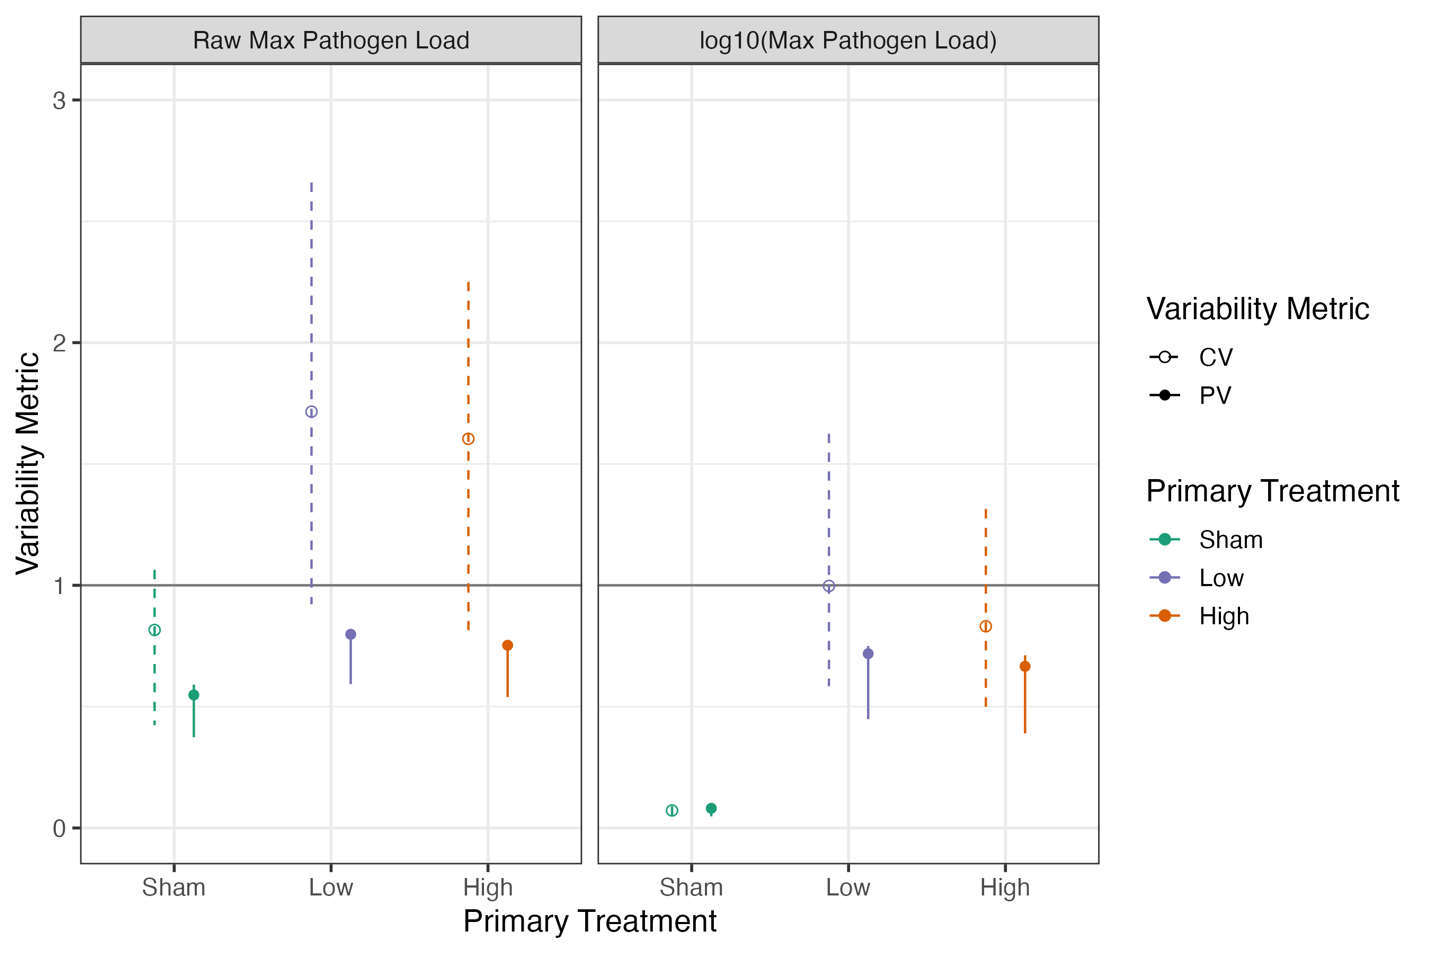 Raw Max Pathogen Load
log10(Max Pathogen Load)
3
2
1
0
Variability Metric
Sham
Low
High
Sham
Low
High
Primary Treatment
Variability Metric
CV
PV
Primary Treatment
Sham
Low
High